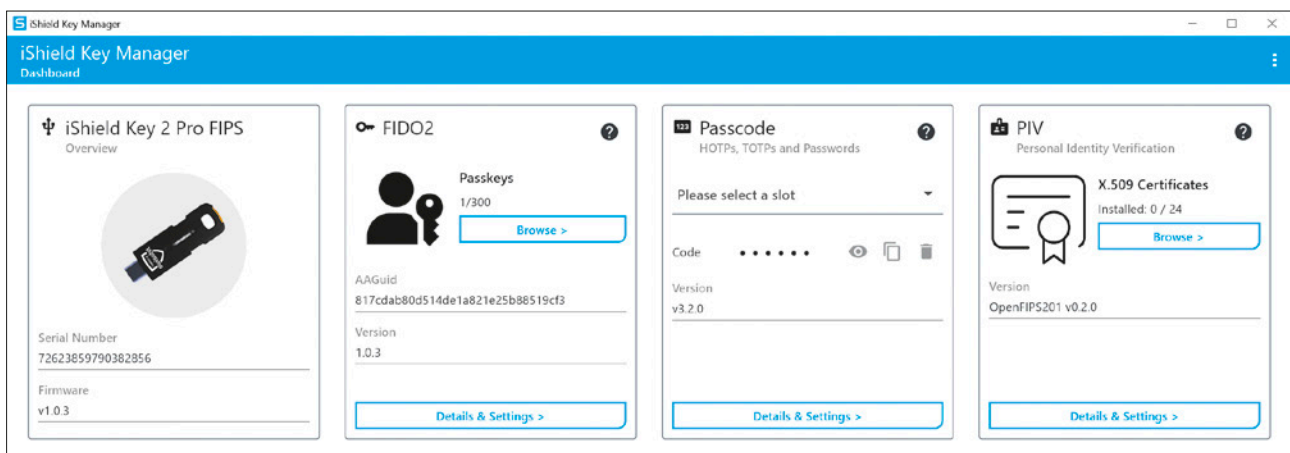 iShield Key Manager
iShield Key Manager
Dashboard
iShield Key 2 Pro FIPS
Overview
Serial Number
72623859790382856
Firmware
v1.0.3
FIDO2
Passkeys
1/300
Browse >
AAGuid
817cdab80d514de1a821e25b88519cf3
Version
1.0.3
Details & Settings >
123
Passcode
HOTPs, TOTPs and Passwords
Please select a slot
Code ••••••
Version
v3.2.0
Details & Settings >
PIV
Personal Identity Verification
X.509 Certificates
Installed: 0 / 24
Browse >
Version
OpenFIPS201 v0.2.0
Details & Settings >